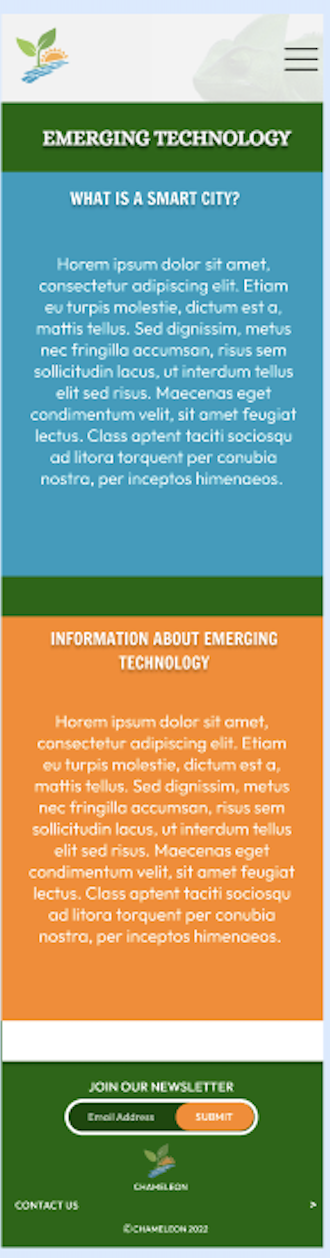 EMERGING TECHNOLOGY
WHAT IS A SMART CITY?
Horem ipsum dolor sit amet,
consectetur adipiscing elit. Etiam
eu turpis molestie, dictum est a,
mattis tellus. Sed dignissim, metus
nec fringilla accumsan, risus sem
sollicitudin lacus, ut interdum tellus
elit sed risus. Maecenas eget
condimentum velit, sit amet feugiat
lectus. Class aptent taciti sociosqu
ad litora torquent per conubia
nostra, per inceptos himenaeos.
INFORMATION ABOUT EMERGING
TECHNOLOGY
Horem ipsum dolor sit amet,
consectetur adipiscing elit. Etiam
eu turpis molestie, dictum est a,
mattis tellus. Sed dignissim, metus
nec fringilla accumsan, risus sem
sollicitudin lacus, ut interdum tellus
elit sed risus. Maecenas eget
condimentum velit, sit amet feugiat
lectus. Class aptent taciti sociosqu
ad litora torquent per conubia
nostra, per inceptos himenaeos.
JOIN OUR NEWSLETTER
Email Address SUBMIT
CHAMELEON
CONTACT US >
©CHAMELEON 2022